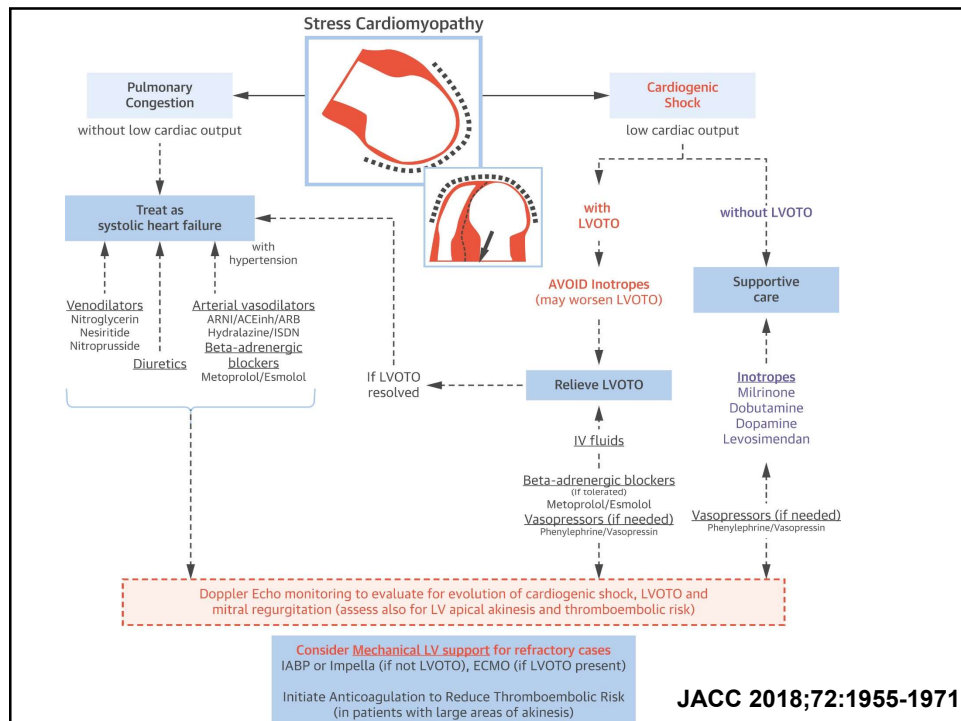 Stress Cardiomyopathy
Pulmonary
Congestion
without low cardiac output
Treat as
systolic heart failure
with
hypertension
Venodilators
Nitroglycerin
Nesiritide
Nitroprusside
Diuretics
Arterial vasodilators
ARNI/ACEinh/ARB
Hydralazine/ISDN
Beta-adrenergic
blockers
Metoprolol/Esmolol
Cardiogenic
Shock
low cardiac output
with
LVOTO
AVOID Inotropes
(may worsen LVOTO)
Relieve LVOTO
If LVOTO
resolved
IV fluids
Beta-adrenergic blockers
(if tolerated)
Metoprolol/Esmolol
Vasopressors (if needed)
Phenylephrine/Vasopressin
without LVOTO
Supportive
care
Inotropes
Milrinone
Dobutamine
Dopamine
Levosimendan
Vasopressors (if needed)
Phenylephrine/Vasopressin
Doppler Echo monitoring to evaluate for evolution of cardiogenic shock, LVOTO and
mitral regurgitation (assess also for LV apical akinesis and thromboembolic risk)
Consider Mechanical LV support for refractory cases
IABP or Impella (if not LVOTO), ECMO (if LVOTO present)
Initiate Anticoagulation to Reduce Thromboembolic Risk
(in patients with large areas of akinesis)
JACC 2018;72:1955-1971